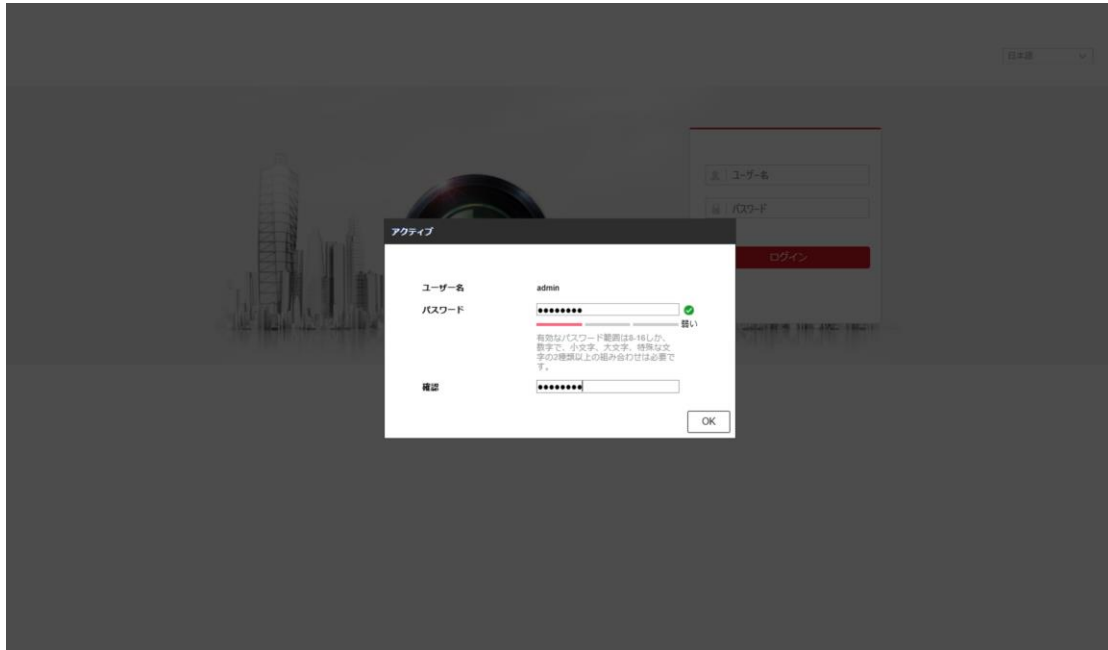 日本語
ユーザー名
パスワード
ログイン
アクティブ
ユーザー名 admin
パスワード ••••••••
弱い
有効なパスワード範囲は8-16しか、
数字で、小文字、大文字、特殊な文
字の2種類以上の組み合わせは必要で
す。
確認 ••••••••
OK